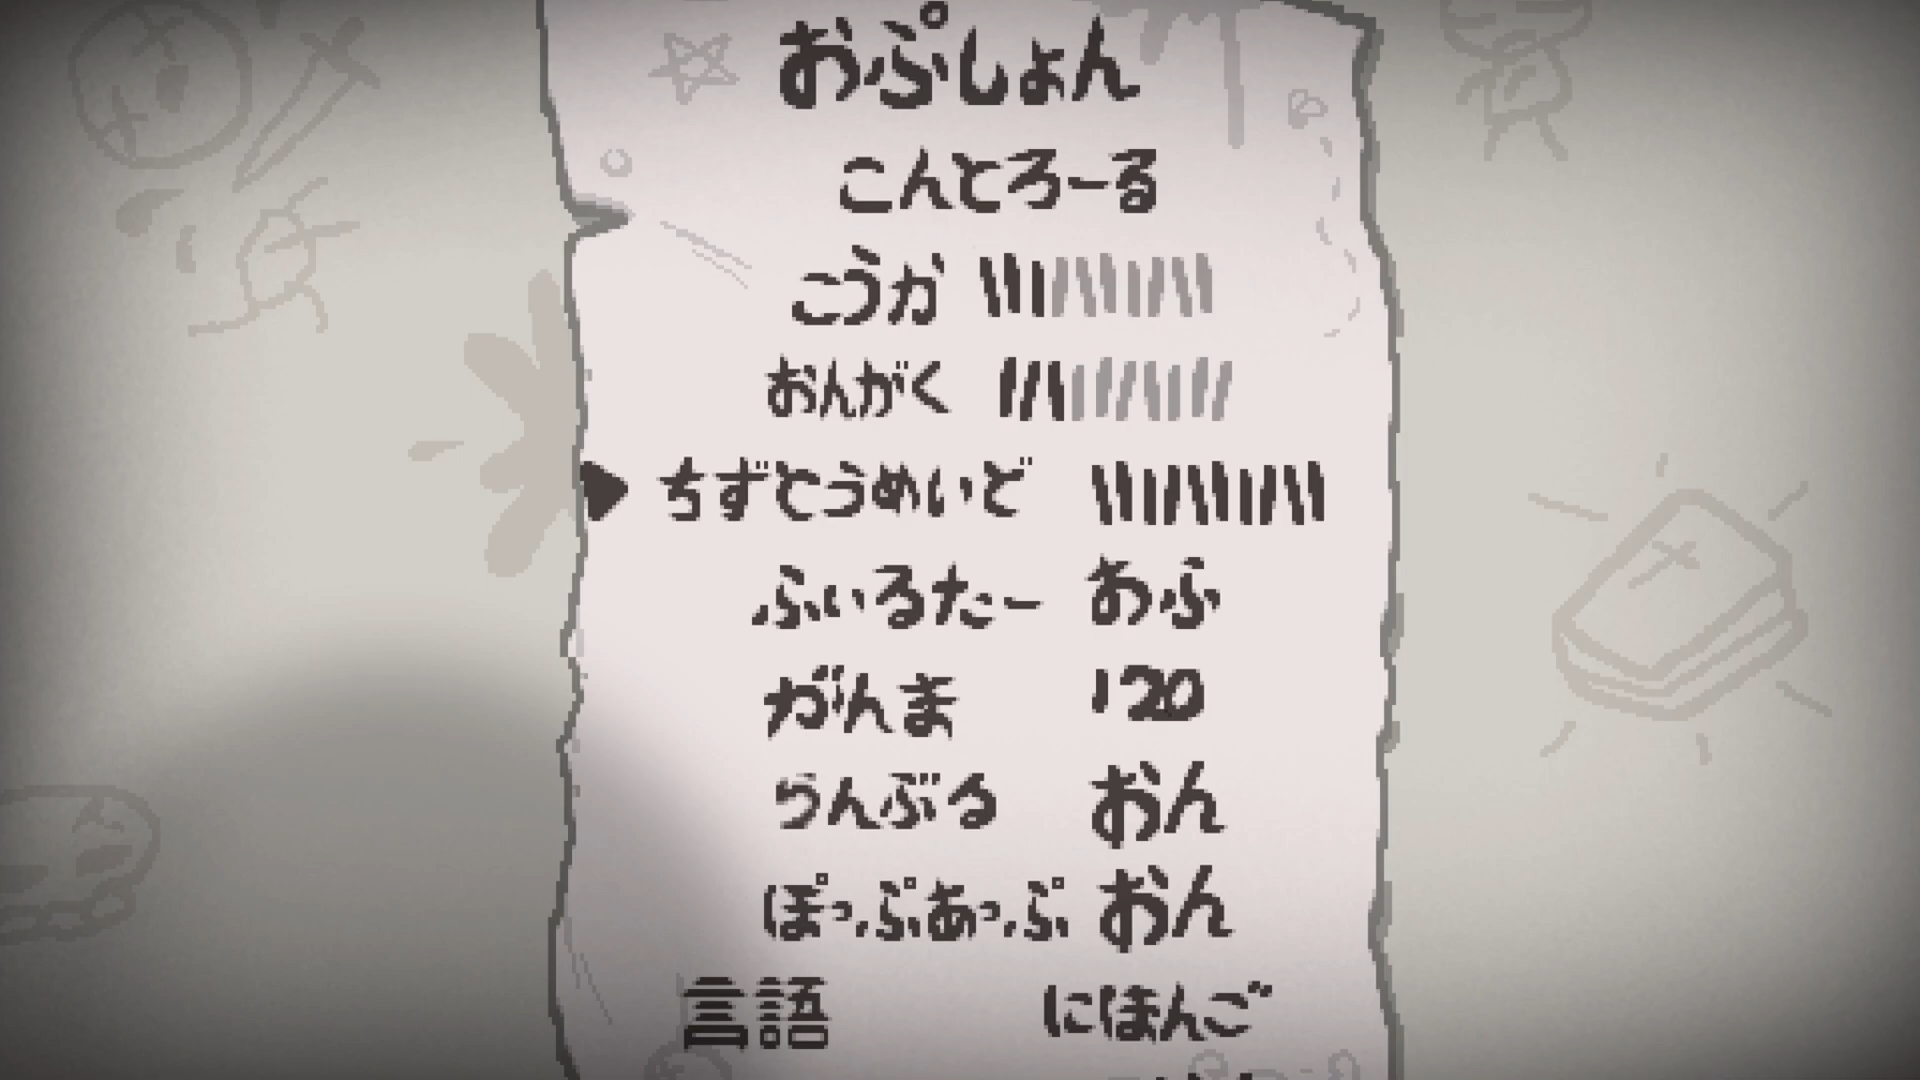 おぷしょん
こんとろーる
こうか
おんがく
ちずとうめいど
ふぃるたー おふ
がんま 120
らんぶる おん
ぽっぷあっぷ おん
言語 にほんご